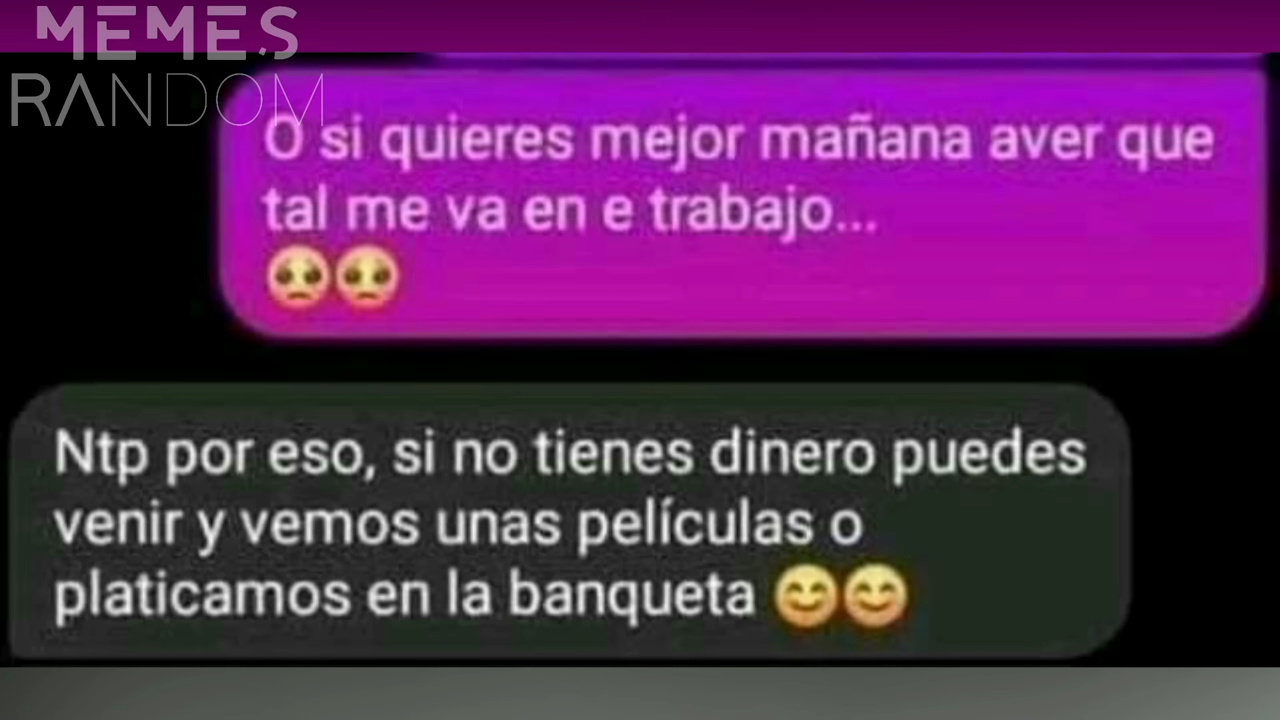 MEMES
RANDOM
O si quieres mejor mañana aver que
tal me va en e trabajo...
🥺🥺
Ntp por eso, si no tienes dinero puedes
venir y vemos unas películas o
platicamos en la banqueta 😊😊